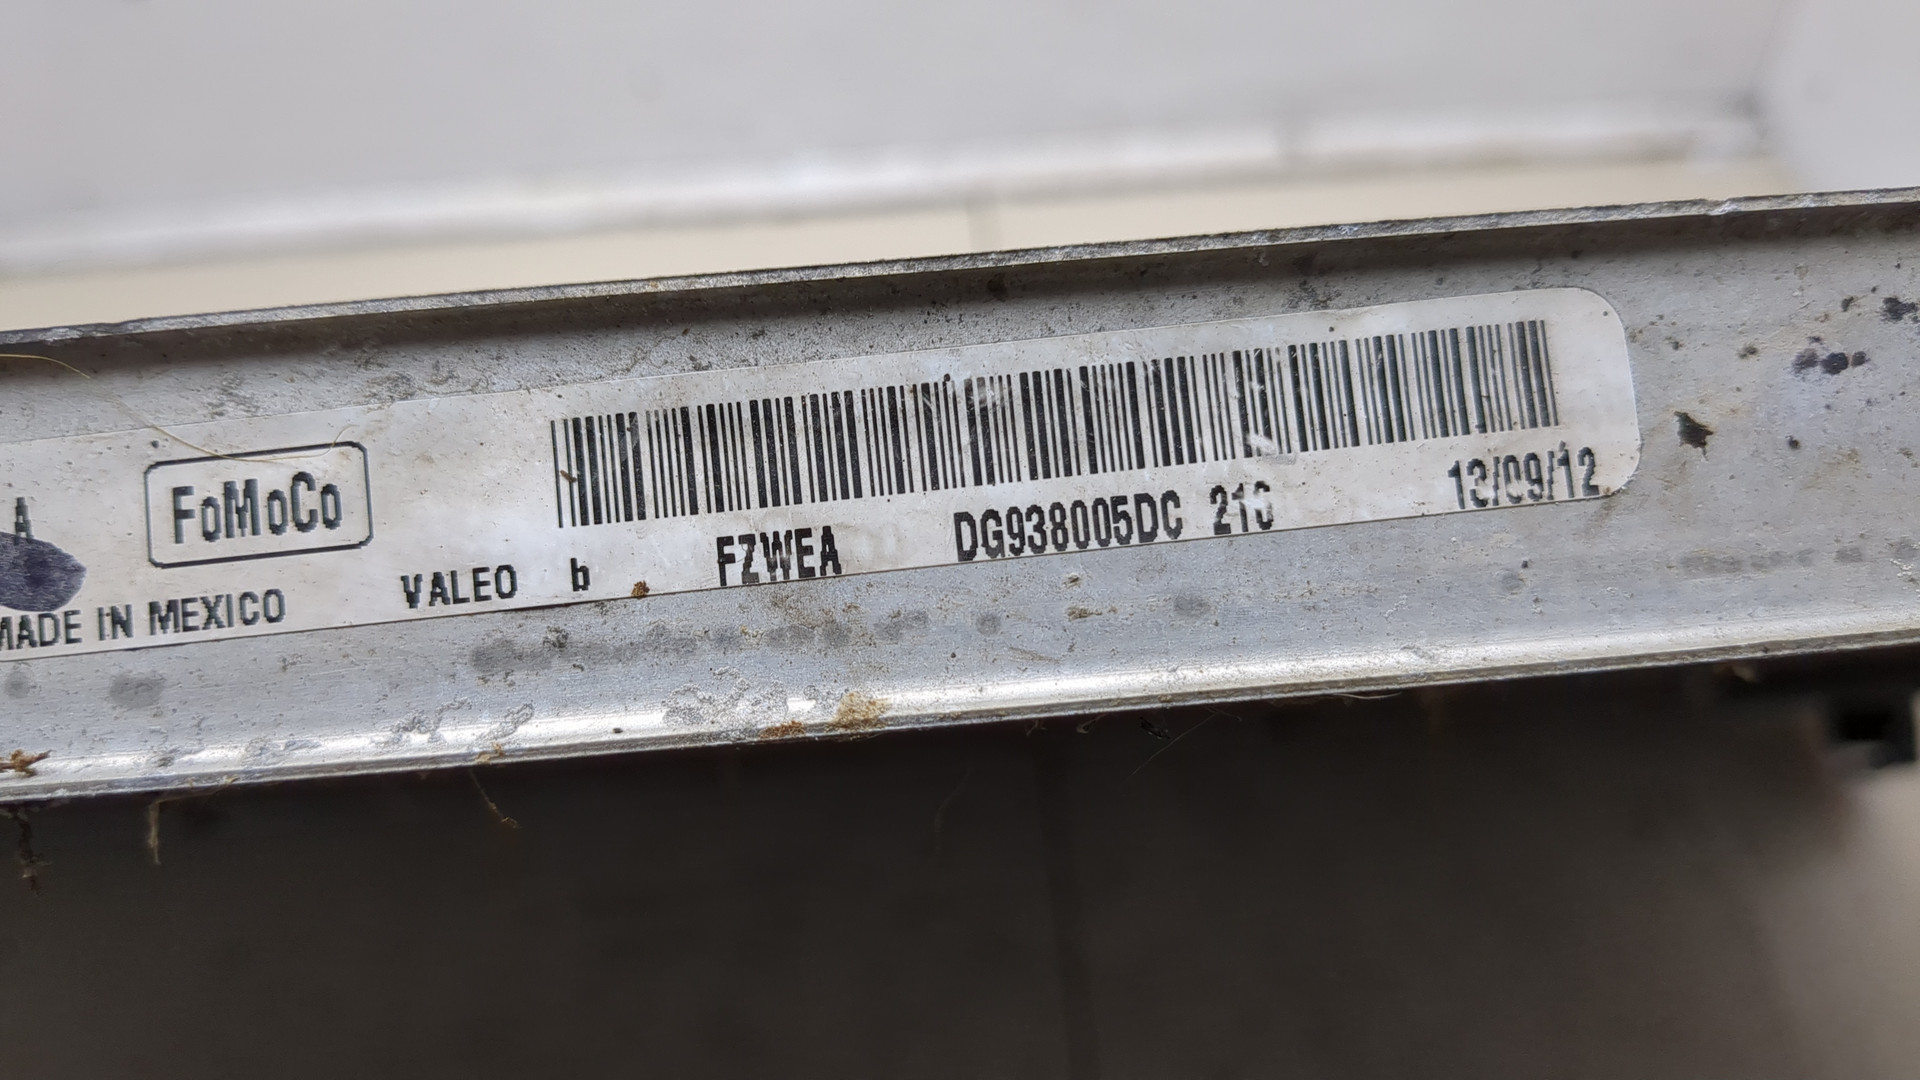 A
FoMoCo
MADE IN MEXICO
VALEO b FZWEA DG938005DC
13/09/12